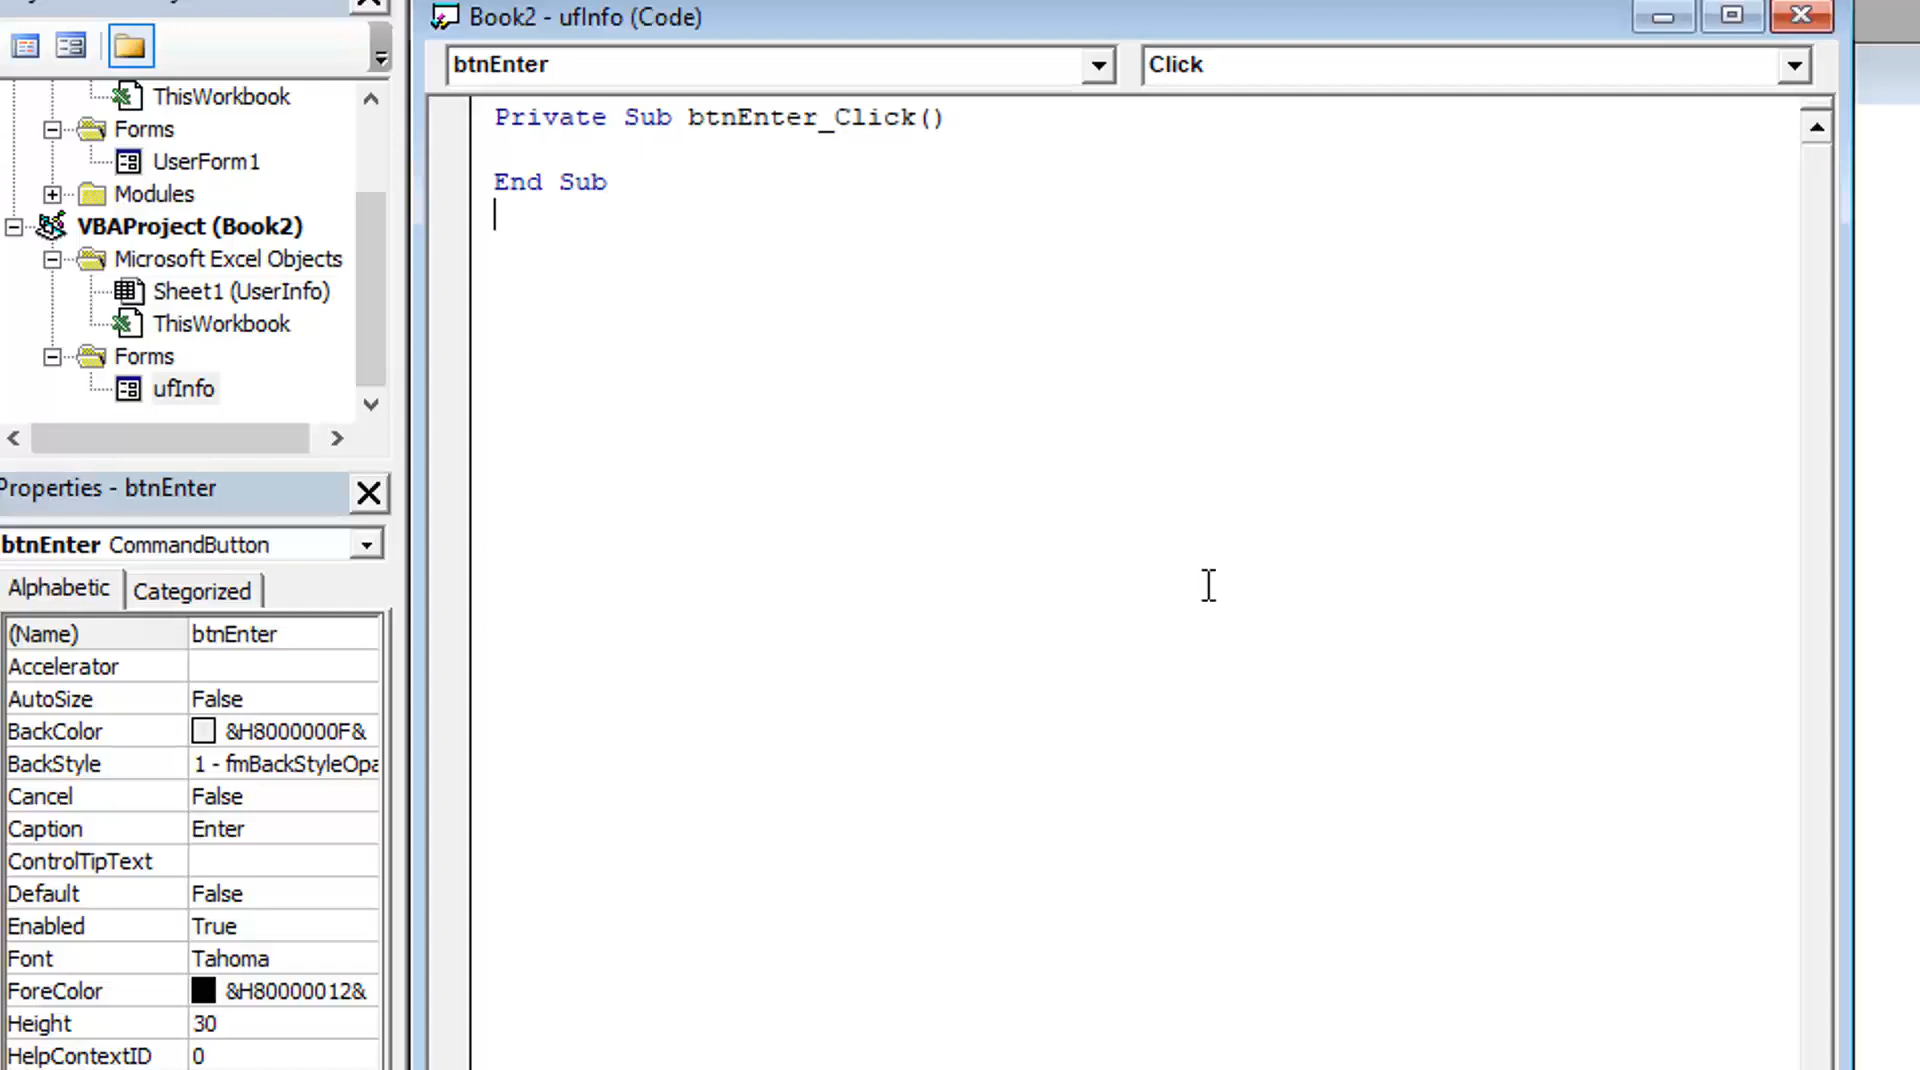 Book2 - ufInfo (Code)
btnEnter
Click
ThisWorkbook
Forms
UserForm1
Modules
VBAProject (Book2)
Microsoft Excel Objects
Sheet1 (UserInfo)
ThisWorkbook
Forms
ufInfo
Private Sub btnEnter_Click()
End Sub
Properties - btnEnter
btnEnter CommandButton
Alphabetic Categorized
(Name) btnEnter
Accelerator
AutoSize False
BackColor &H8000000F&
BackStyle 1 - fmBackStyleOpa
Cancel False
Caption Enter
ControlTipText
Default False
Enabled True
Font Tahoma
ForeColor &H80000012&
Height 30
HelpContextID 0